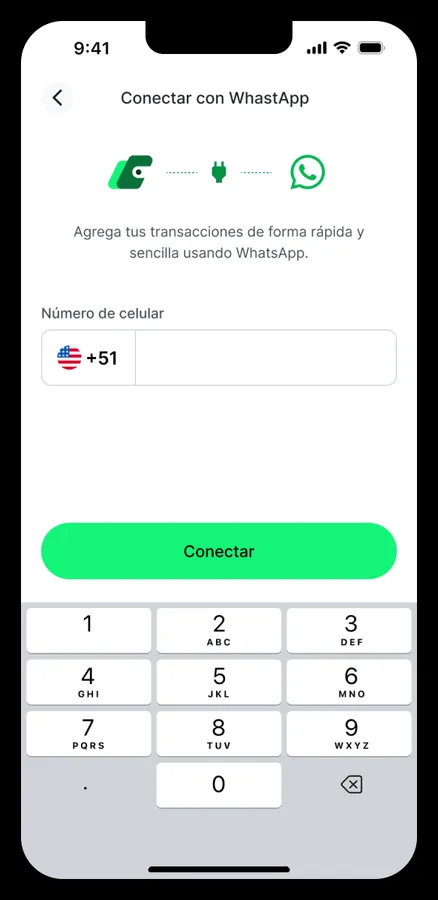 9:41
Conectar con WhastApp
Agrega tus transacciones de forma rápida y
sencilla usando WhatsApp.
Número de celular
+51
Conectar
1
2
ABC
3
DEF
4
GHI
5
JKL
6
MNO
7
PQRS
8
TUV
9
WXYZ
.
0